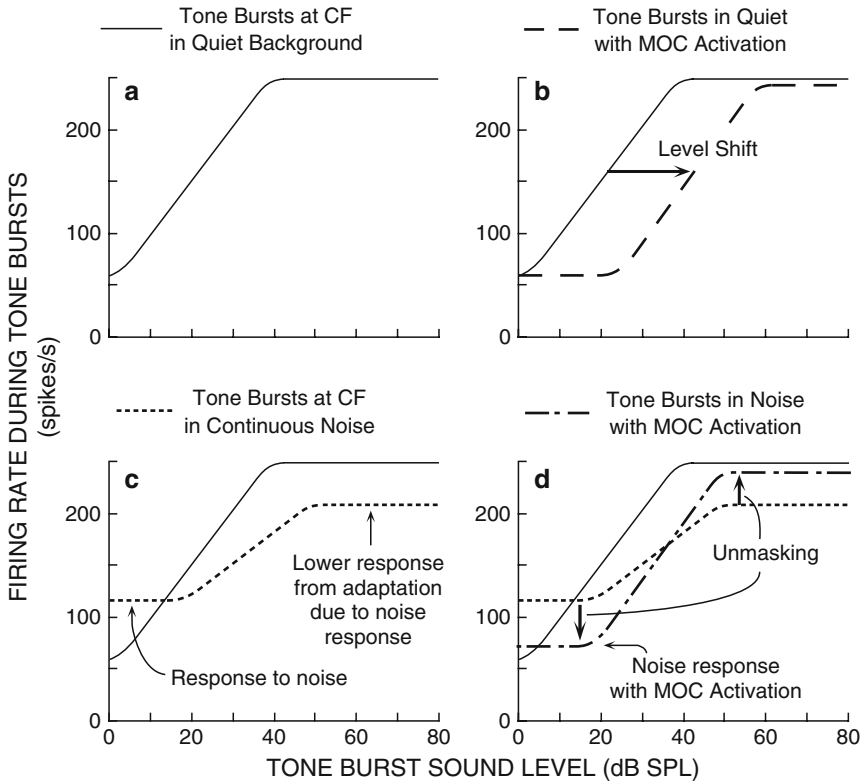 Tone Bursts at CF
in Quiet Background
Tone Bursts in Quiet
with MOC Activation
a
b
Level Shift
200
100
0
200
100
0
FIRING RATE DURING TONE BURSTS
(spikes/s)
Tone Bursts at CF
in Continuous Noise
Tone Bursts in Noise
with MOC Activation
c
d
200
100
0
Lower response
from adaptation
due to noise
response
Response to noise
0 20 40 60 80
200
100
0
Unmasking
Noise response
with MOC Activation
0 20 40 60 80
TONE BURST SOUND LEVEL (dB SPL)